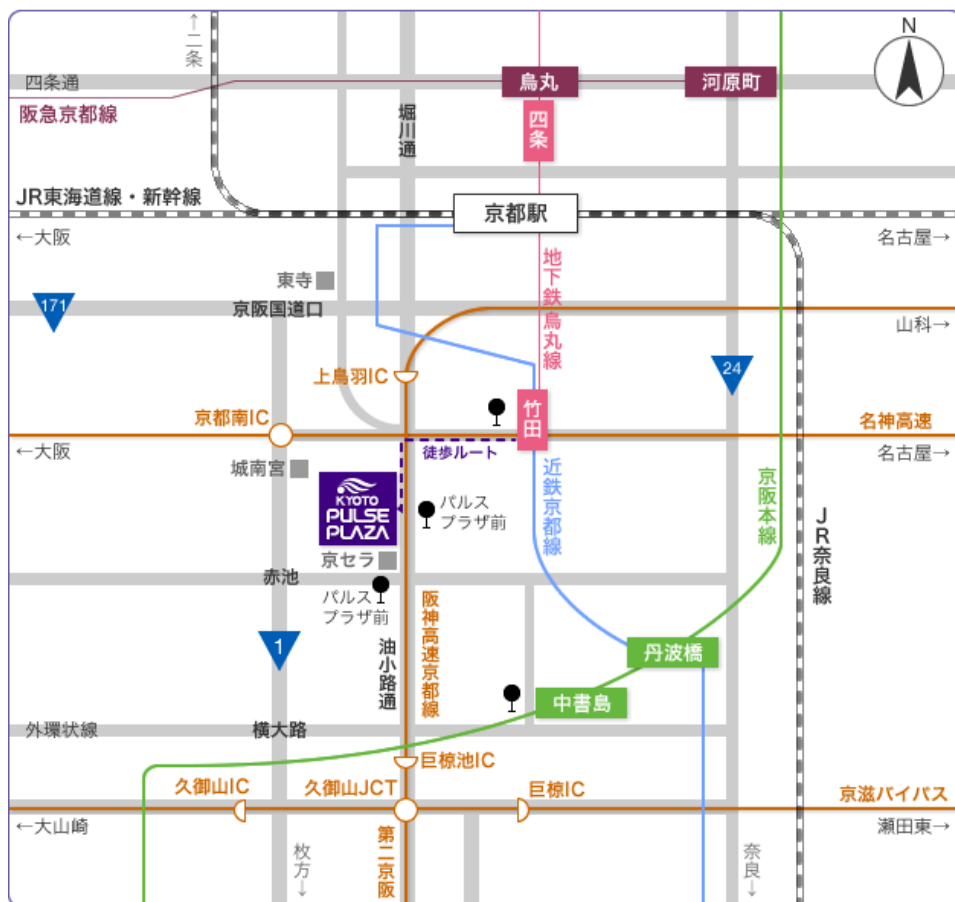 ↑二条
N
四条通
烏丸
河原町
阪急京都線
四条
堀川通
JR東海道線・新幹線
京都駅
←大阪
名古屋→
地下鉄烏丸線
東寺
171
京阪国道口
山科→
24
上鳥羽IC
竹田
京都南IC
名神高速
←大阪
徒歩ルート
名古屋→
城南宮
近鉄京都線
京阪本線
KYOTO
PULSE
PLAZA
パルス
プラザ前
JR奈良線
京セラ
赤池
パルス
プラザ前
阪神高速京都線
1
油小路通
丹波橋
中書島
外環状線
横大路
巨椋池IC
久御山IC
久御山JCT
巨椋IC
京滋バイパス
←大山崎
第二京阪
瀬田東→
枚方↓
奈良↓